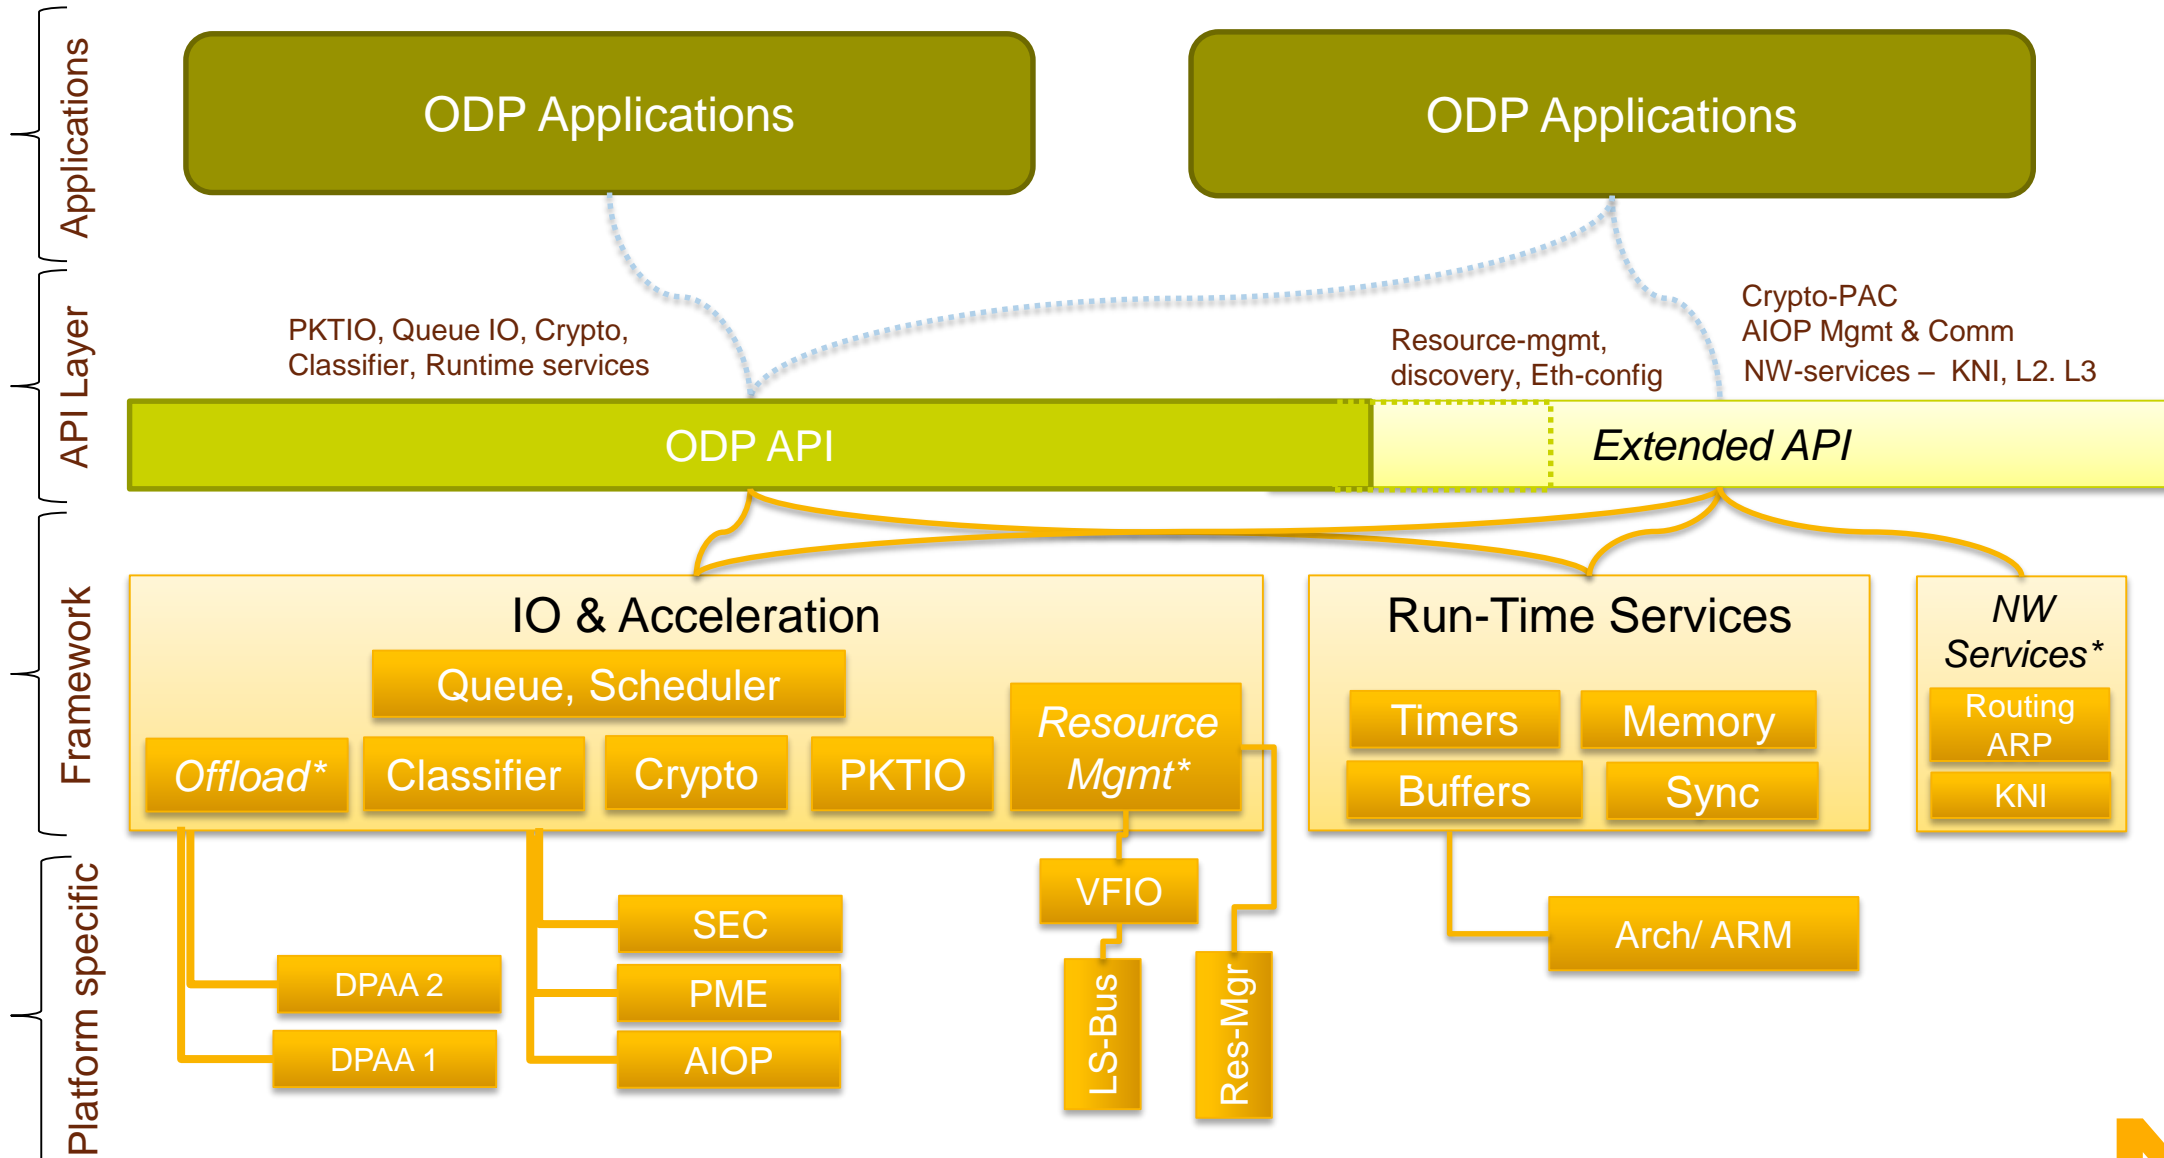 Applications
ODP Applications
ODP Applications
API Layer
PKTIO, Queue IO, Crypto,
Classifier, Runtime services
Resource-mgmt,
discovery, Eth-config
Crypto-PAC
AIOP Mgmt & Comm
NW-services – KNI, L2. L3
ODP API
Extended API
Framework
IO & Acceleration
Queue, Scheduler
Offload*
Classifier
Crypto
PKTIO
Resource
Mgmt*
Run-Time Services
Timers
Memory
Buffers
Sync
NW
Services*
Routing
ARP
KNI
Platform specific
DPAA 2
DPAA 1
SEC
PME
AIOP
VFIO
LS-Bus
Res-Mgr
Arch/ ARM